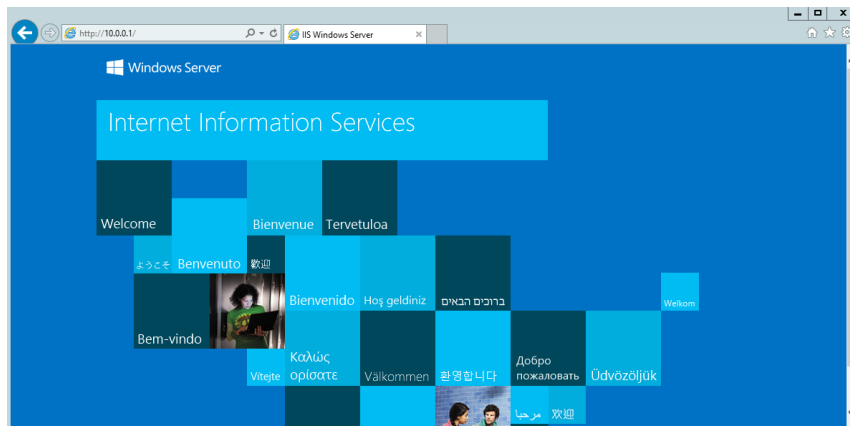 http://10.0.0.1/
IIS Windows Server
Windows Server
Internet Information Services
Welcome
Bienvenue
Tervetuloa
ようこそ
Benvenuto
歡迎
Bienvenido
Hoş geldiniz
ברוכים הבאים
Welkom
Bem-vindo
Vítejte
Καλώς
ορίσατε
Välkommen
환영합니다
Добро
пожаловать
Üdvözöljük
مرحبا
欢迎